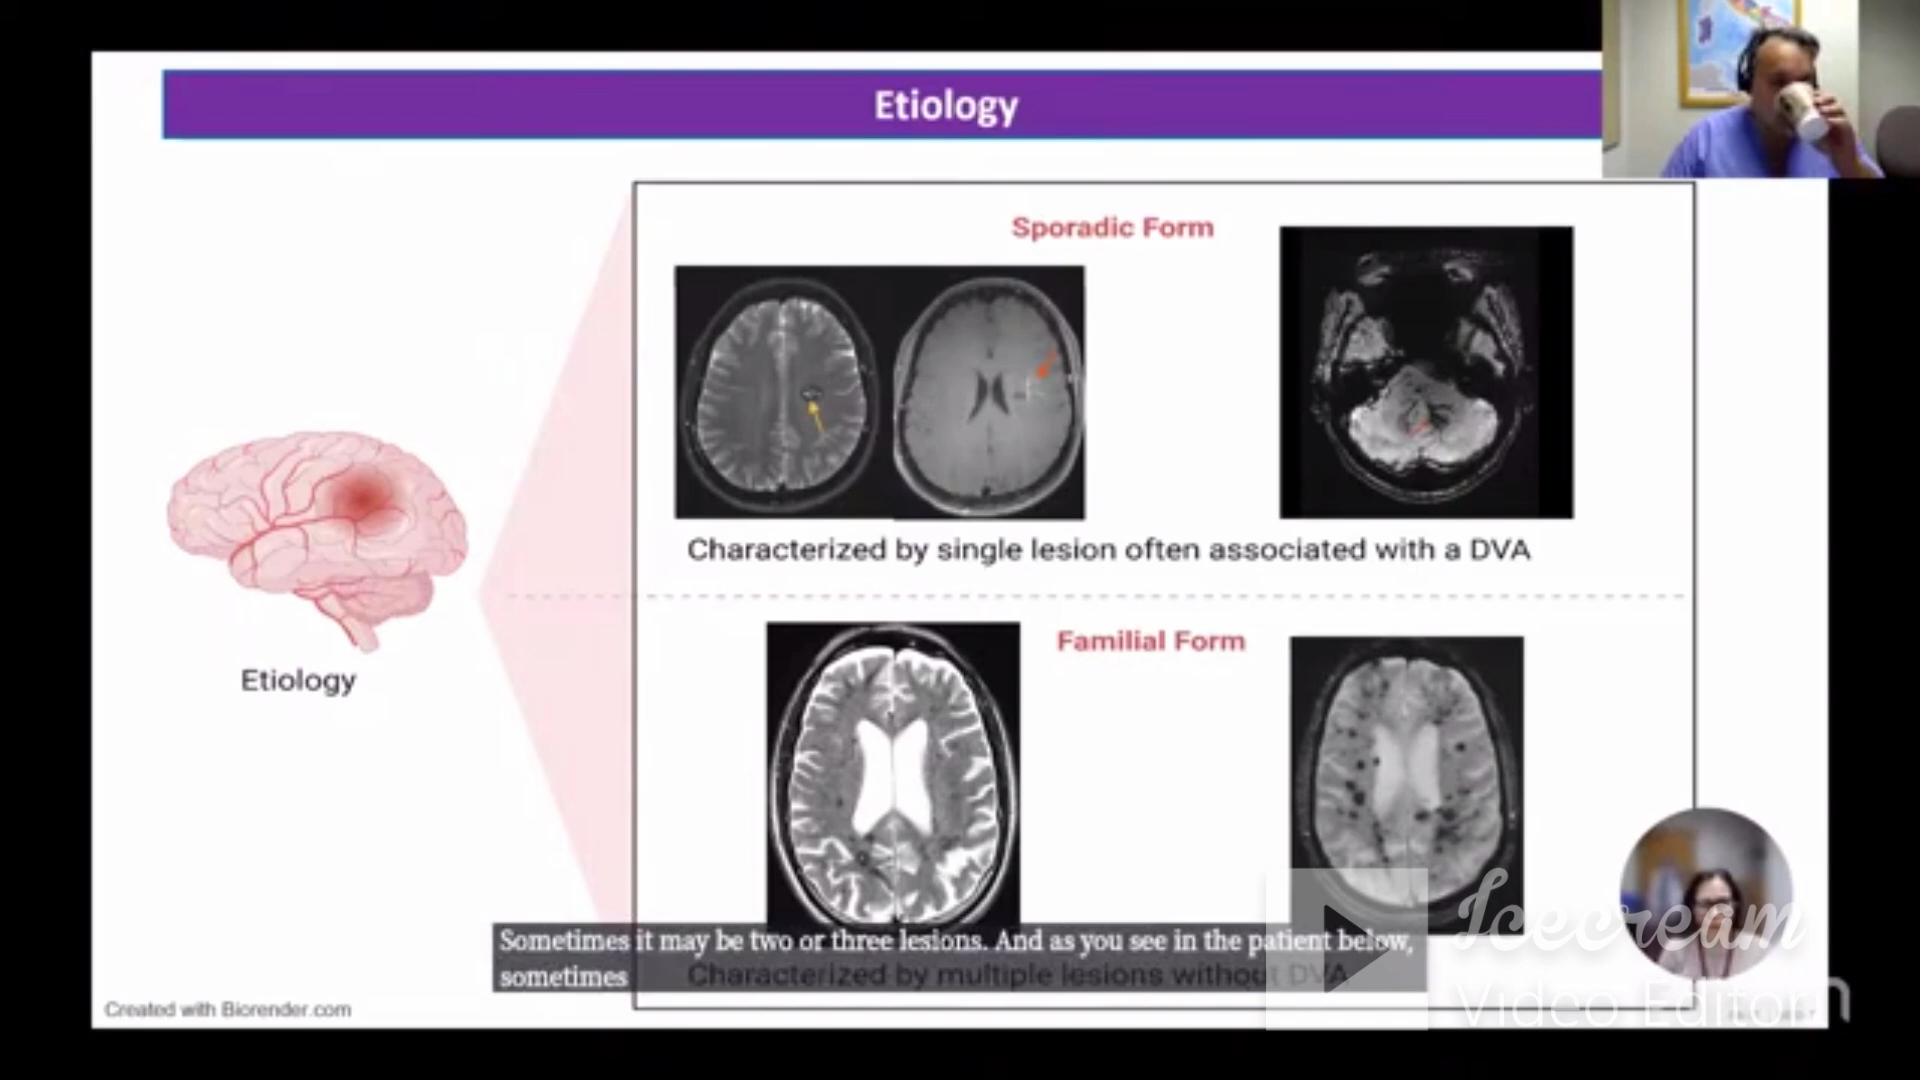 Etiology
Sporadic Form
Characterized by single lesion often associated with a DVA
Familial Form
Etiology
Sometimes it may be two or three lesions. And as you see in the patient below,
sometimes
Characterized by multiple lesions without DVA
Created with Biorender.com
Icecream
Video Editor